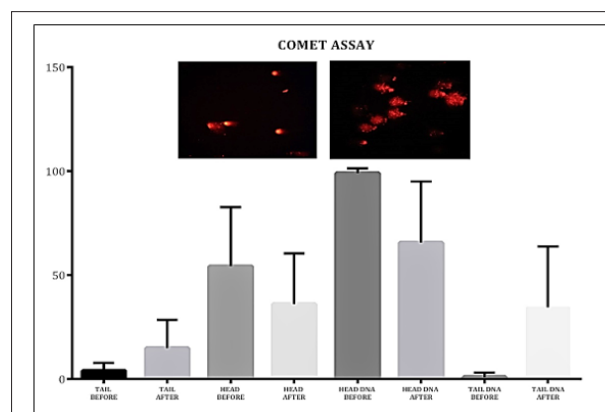 COMET ASSAY
150
100
50
0
TAIL BEFORE
TAIL AFTER
HEAD BEFORE
HEAD AFTER
HEAD DNA BEFORE
HEAD DNA AFTER
TAIL DNA BEFORE
TAIL DNA AFTER